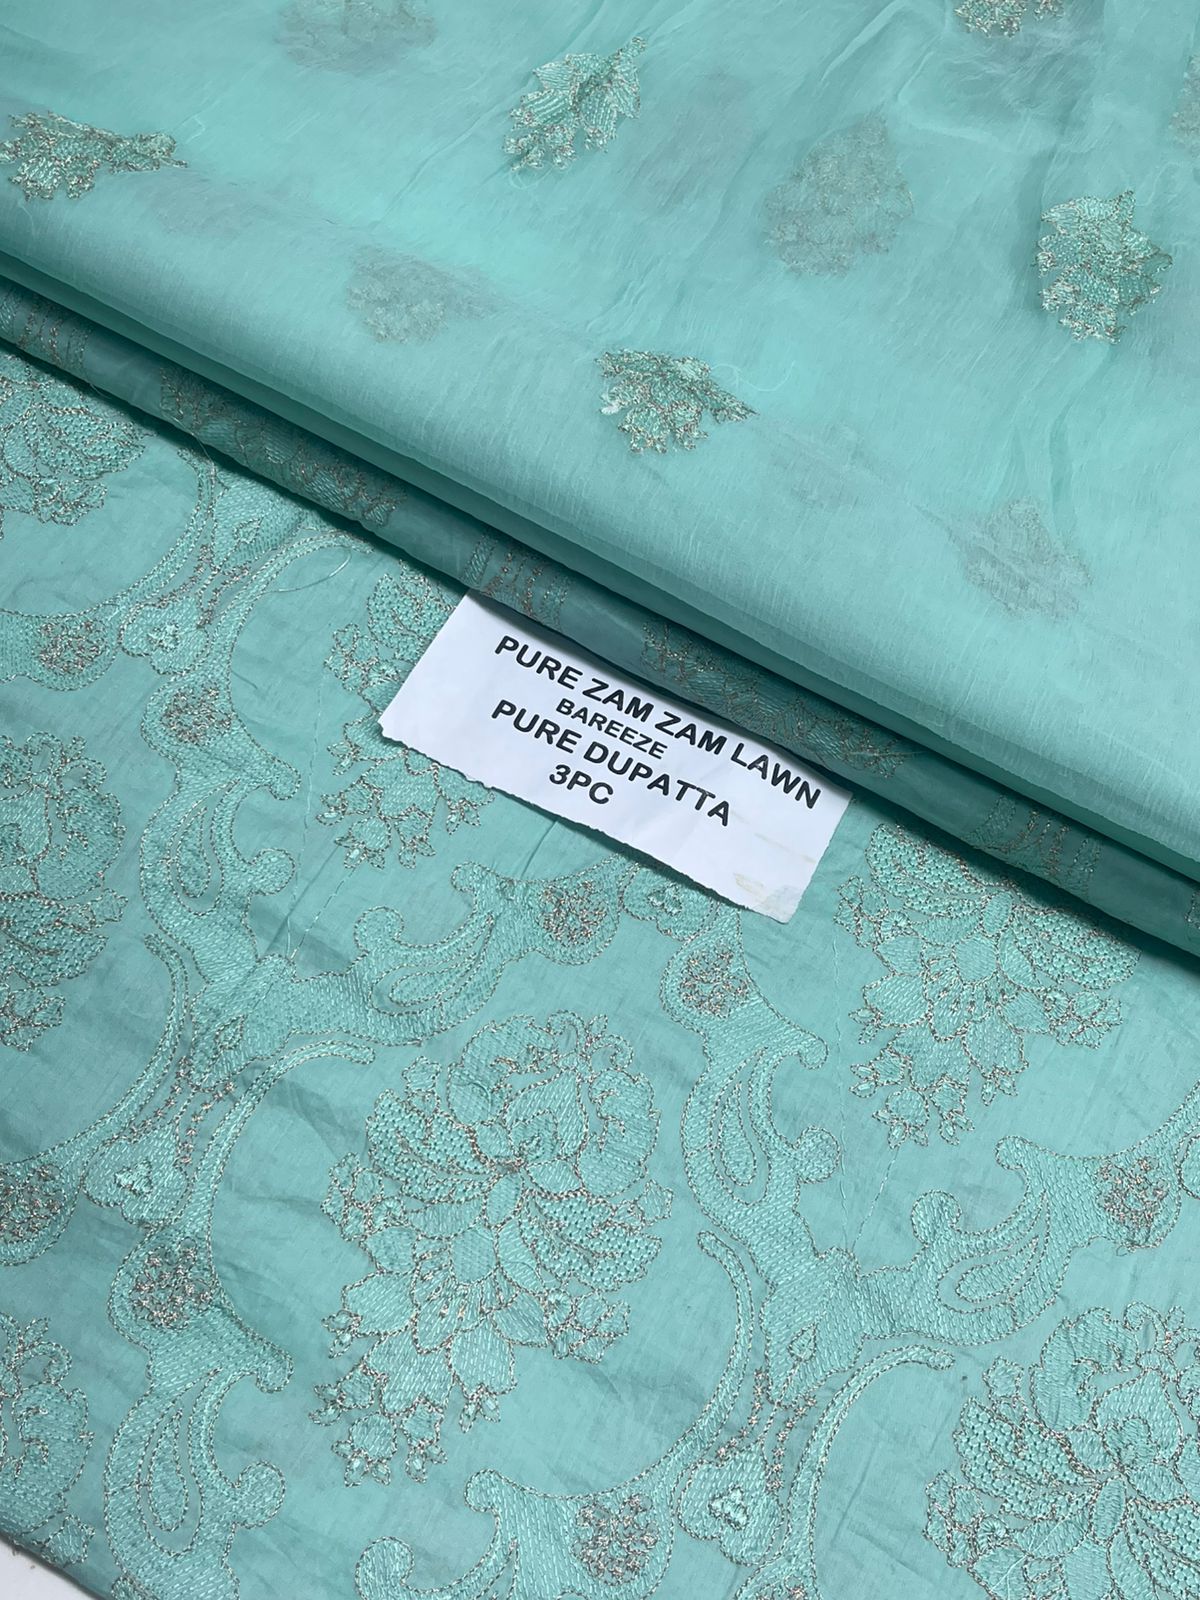 PURE ZAM ZAM LAWN
BAREEZE
PURE DUPATTA
3PC